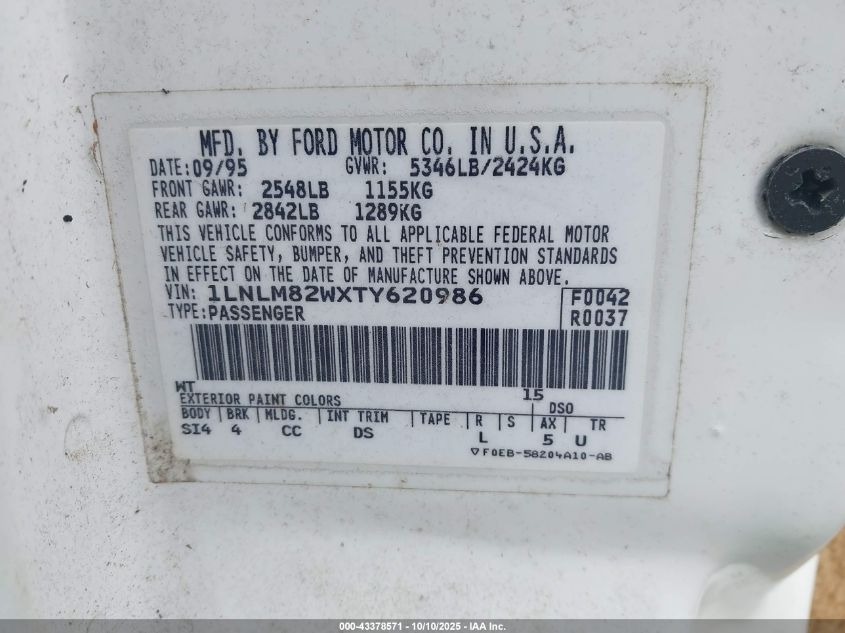 MFD. BY FORD MOTOR CO. IN U.S.A.
DATE: 09/95 GVWR: 5346LB/2424KG
FRONT GAWR: 2548LB 1155KG
REAR GAWR: 2842LB 1289KG
THIS VEHICLE CONFORMS TO ALL APPLICABLE FEDERAL MOTOR
VEHICLE SAFETY, BUMPER, AND THEFT PREVENTION STANDARDS
IN EFFECT ON THE DATE OF MANUFACTURE SHOWN ABOVE.
VIN: 1LNLM82WXTY620986 F0042
TYPE: PASSENGER R0037
WT 15
EXTERIOR PAINT COLORS DSO
BODY BRK MLDG. INT TRIM TAPE R S AX TR
SI4 4 CC DS L 5 U
F0EB-58204A10-AB
000-43378571 - 10/10/2025 - IAA Inc.